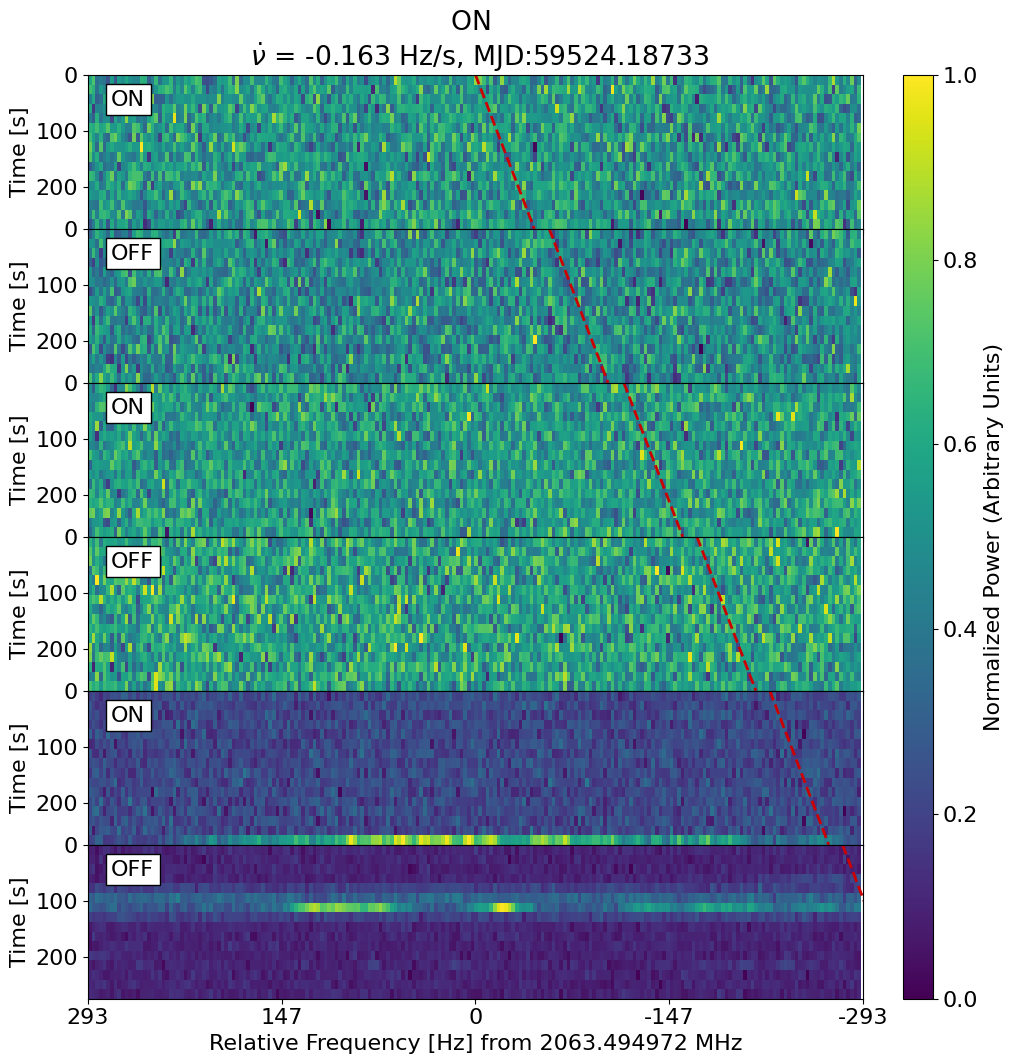 ON
ν̇ = -0.163 Hz/s, MJD:59524.18733
0
100
200
Time [s]
ON
0
100
200
Time [s]
OFF
0
100
200
Time [s]
ON
0
100
200
Time [s]
OFF
0
100
200
Time [s]
ON
0
100
200
Time [s]
OFF
293
147
0
-147
-293
Relative Frequency [Hz] from 2063.494972 MHz
1.0
0.8
0.6
0.4
0.2
0.0
Normalized Power (Arbitrary Units)